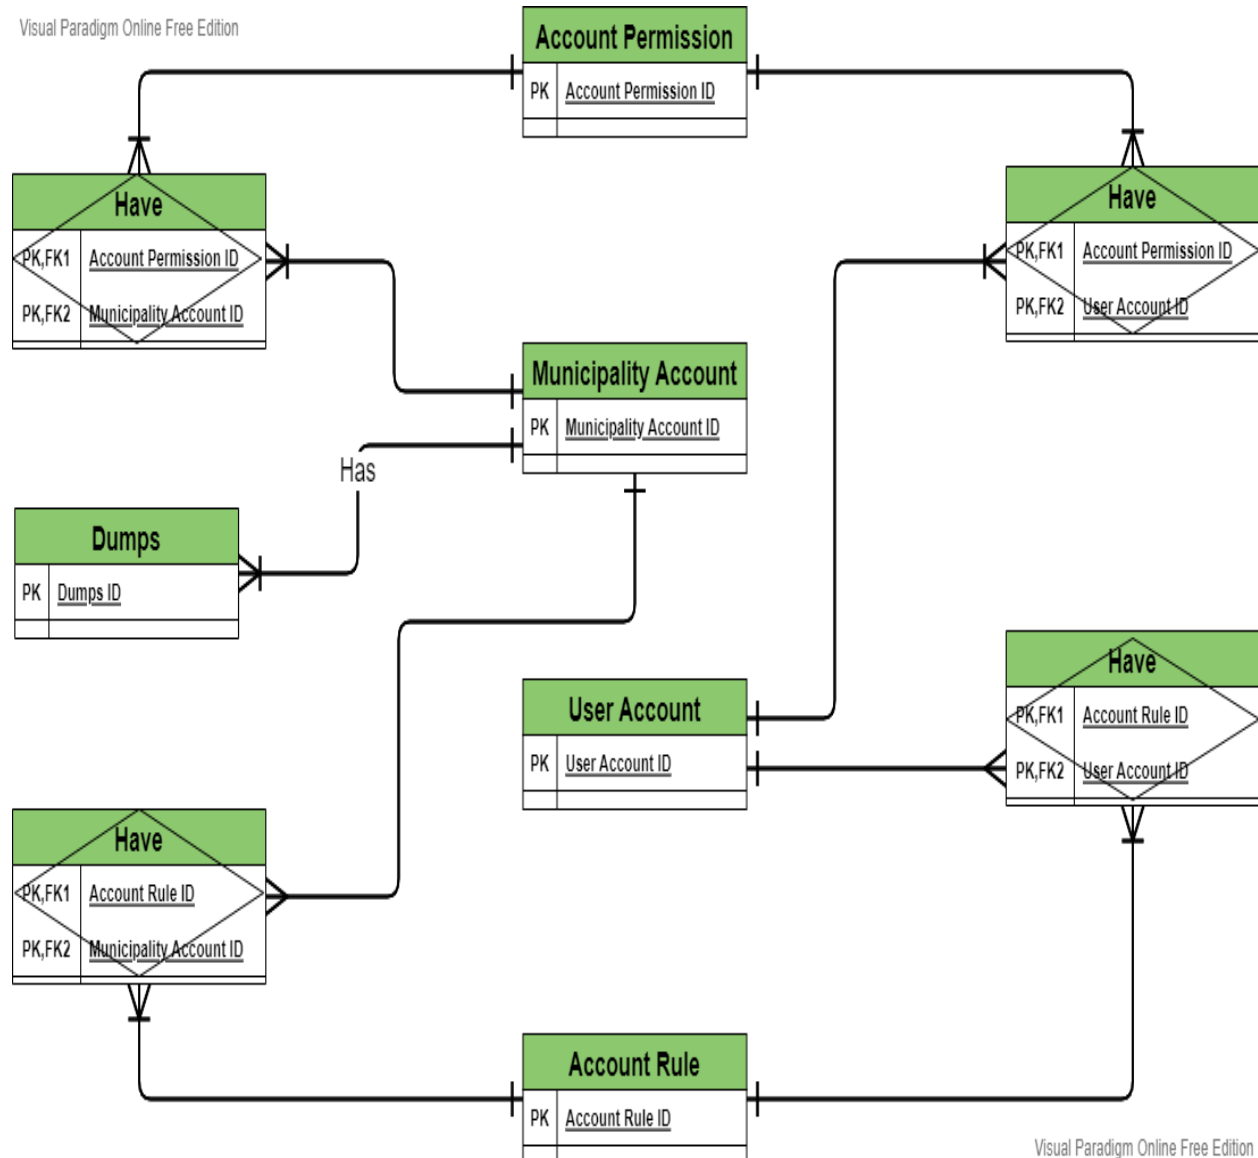 Visual Paradigm Online Free Edition
Account Permission
PK Account Permission ID
Have
PK,FK1 Account Permission ID
PK,FK2 Municipality Account ID
Have
PK,FK1 Account Permission ID
PK,FK2 User Account ID
Municipality Account
PK Municipality Account ID
Has
Dumps
PK Dumps ID
User Account
PK User Account ID
Have
PK,FK1 Account Rule ID
PK,FK2 User Account ID
Have
PK,FK1 Account Rule ID
PK,FK2 Municipality Account ID
Account Rule
PK Account Rule ID
Visual Paradigm Online Free Edition